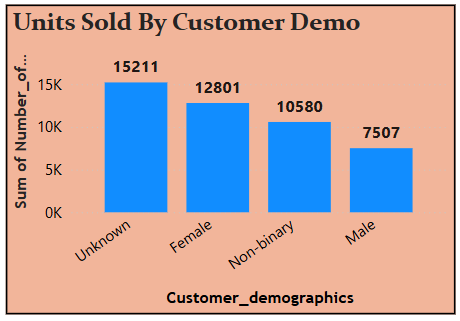 Units Sold By Customer Demo
Sum of Number_of...
15K
10K
5K
0K
15211
12801
10580
7507
Unknown
Female
Non-binary
Male
Customer_demographics